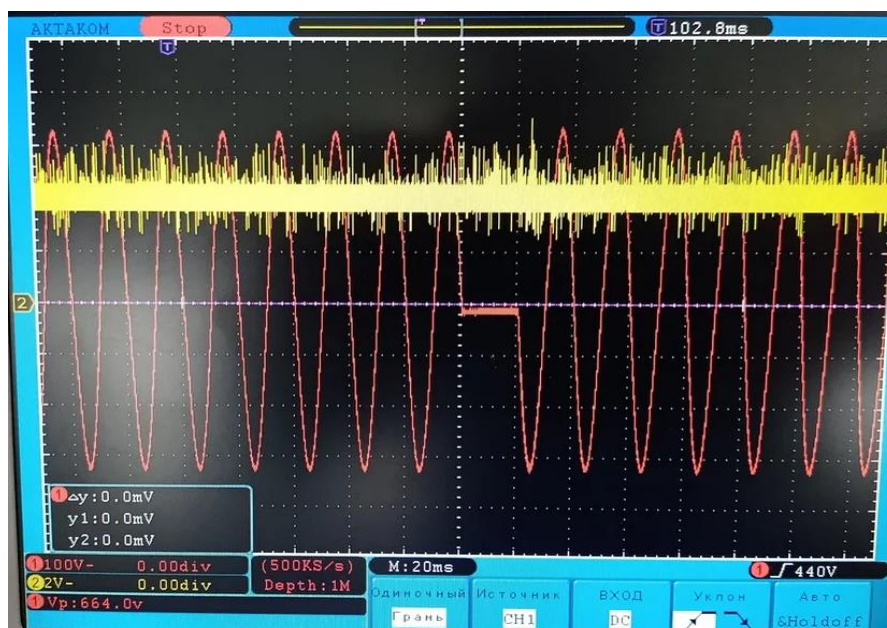 AKTAKOM Stop T T 102.8ms
T
2
1 △y:0.0mV
y1:0.0mV
y2:0.0mV
1 100V- 0.00div (500KS/s) M:20ms 1 440V
2 2V- 0.00div Depth:1M
1 Vp:664.0v
Одиночный Источник ВХОД Уклон Авто
Грань CH1 DC &Holdoff